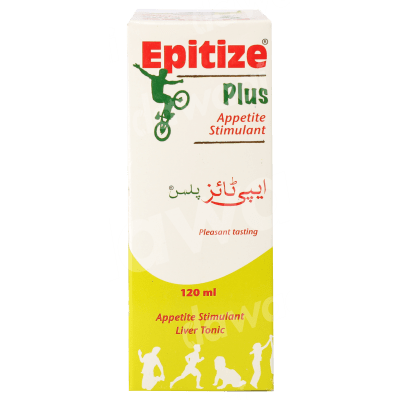 Epitize®
Plus
Appetite
Stimulant
ایپی ٹائز پلس®
Pleasant tasting
120 ml
Appetite Stimulant
Liver Tonic